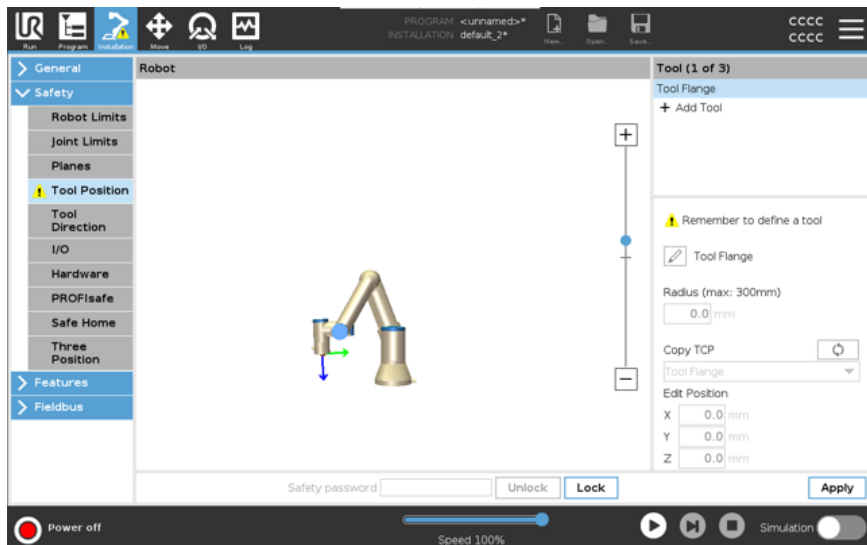 UR
Run
Program
Installation
Move
I/O
Log
PROGRAM <unnamed>*
INSTALLATION default_2*
New...
Open...
Save...
cccc
cccc
General
Safety
Robot Limits
Joint Limits
Planes
Tool Position
Tool
Direction
I/O
Hardware
PROFIsafe
Safe Home
Three
Position
Features
Fieldbus
Robot
Tool (1 of 3)
Tool Flange
+ Add Tool
Remember to define a tool
Tool Flange
Radius (max: 300mm)
0.0 mm
Copy TCP
Tool Flange
Edit Position
X 0.0 mm
Y 0.0 mm
Z 0.0 mm
Safety password
Unlock
Lock
Apply
Power off
Speed 100%
Simulation